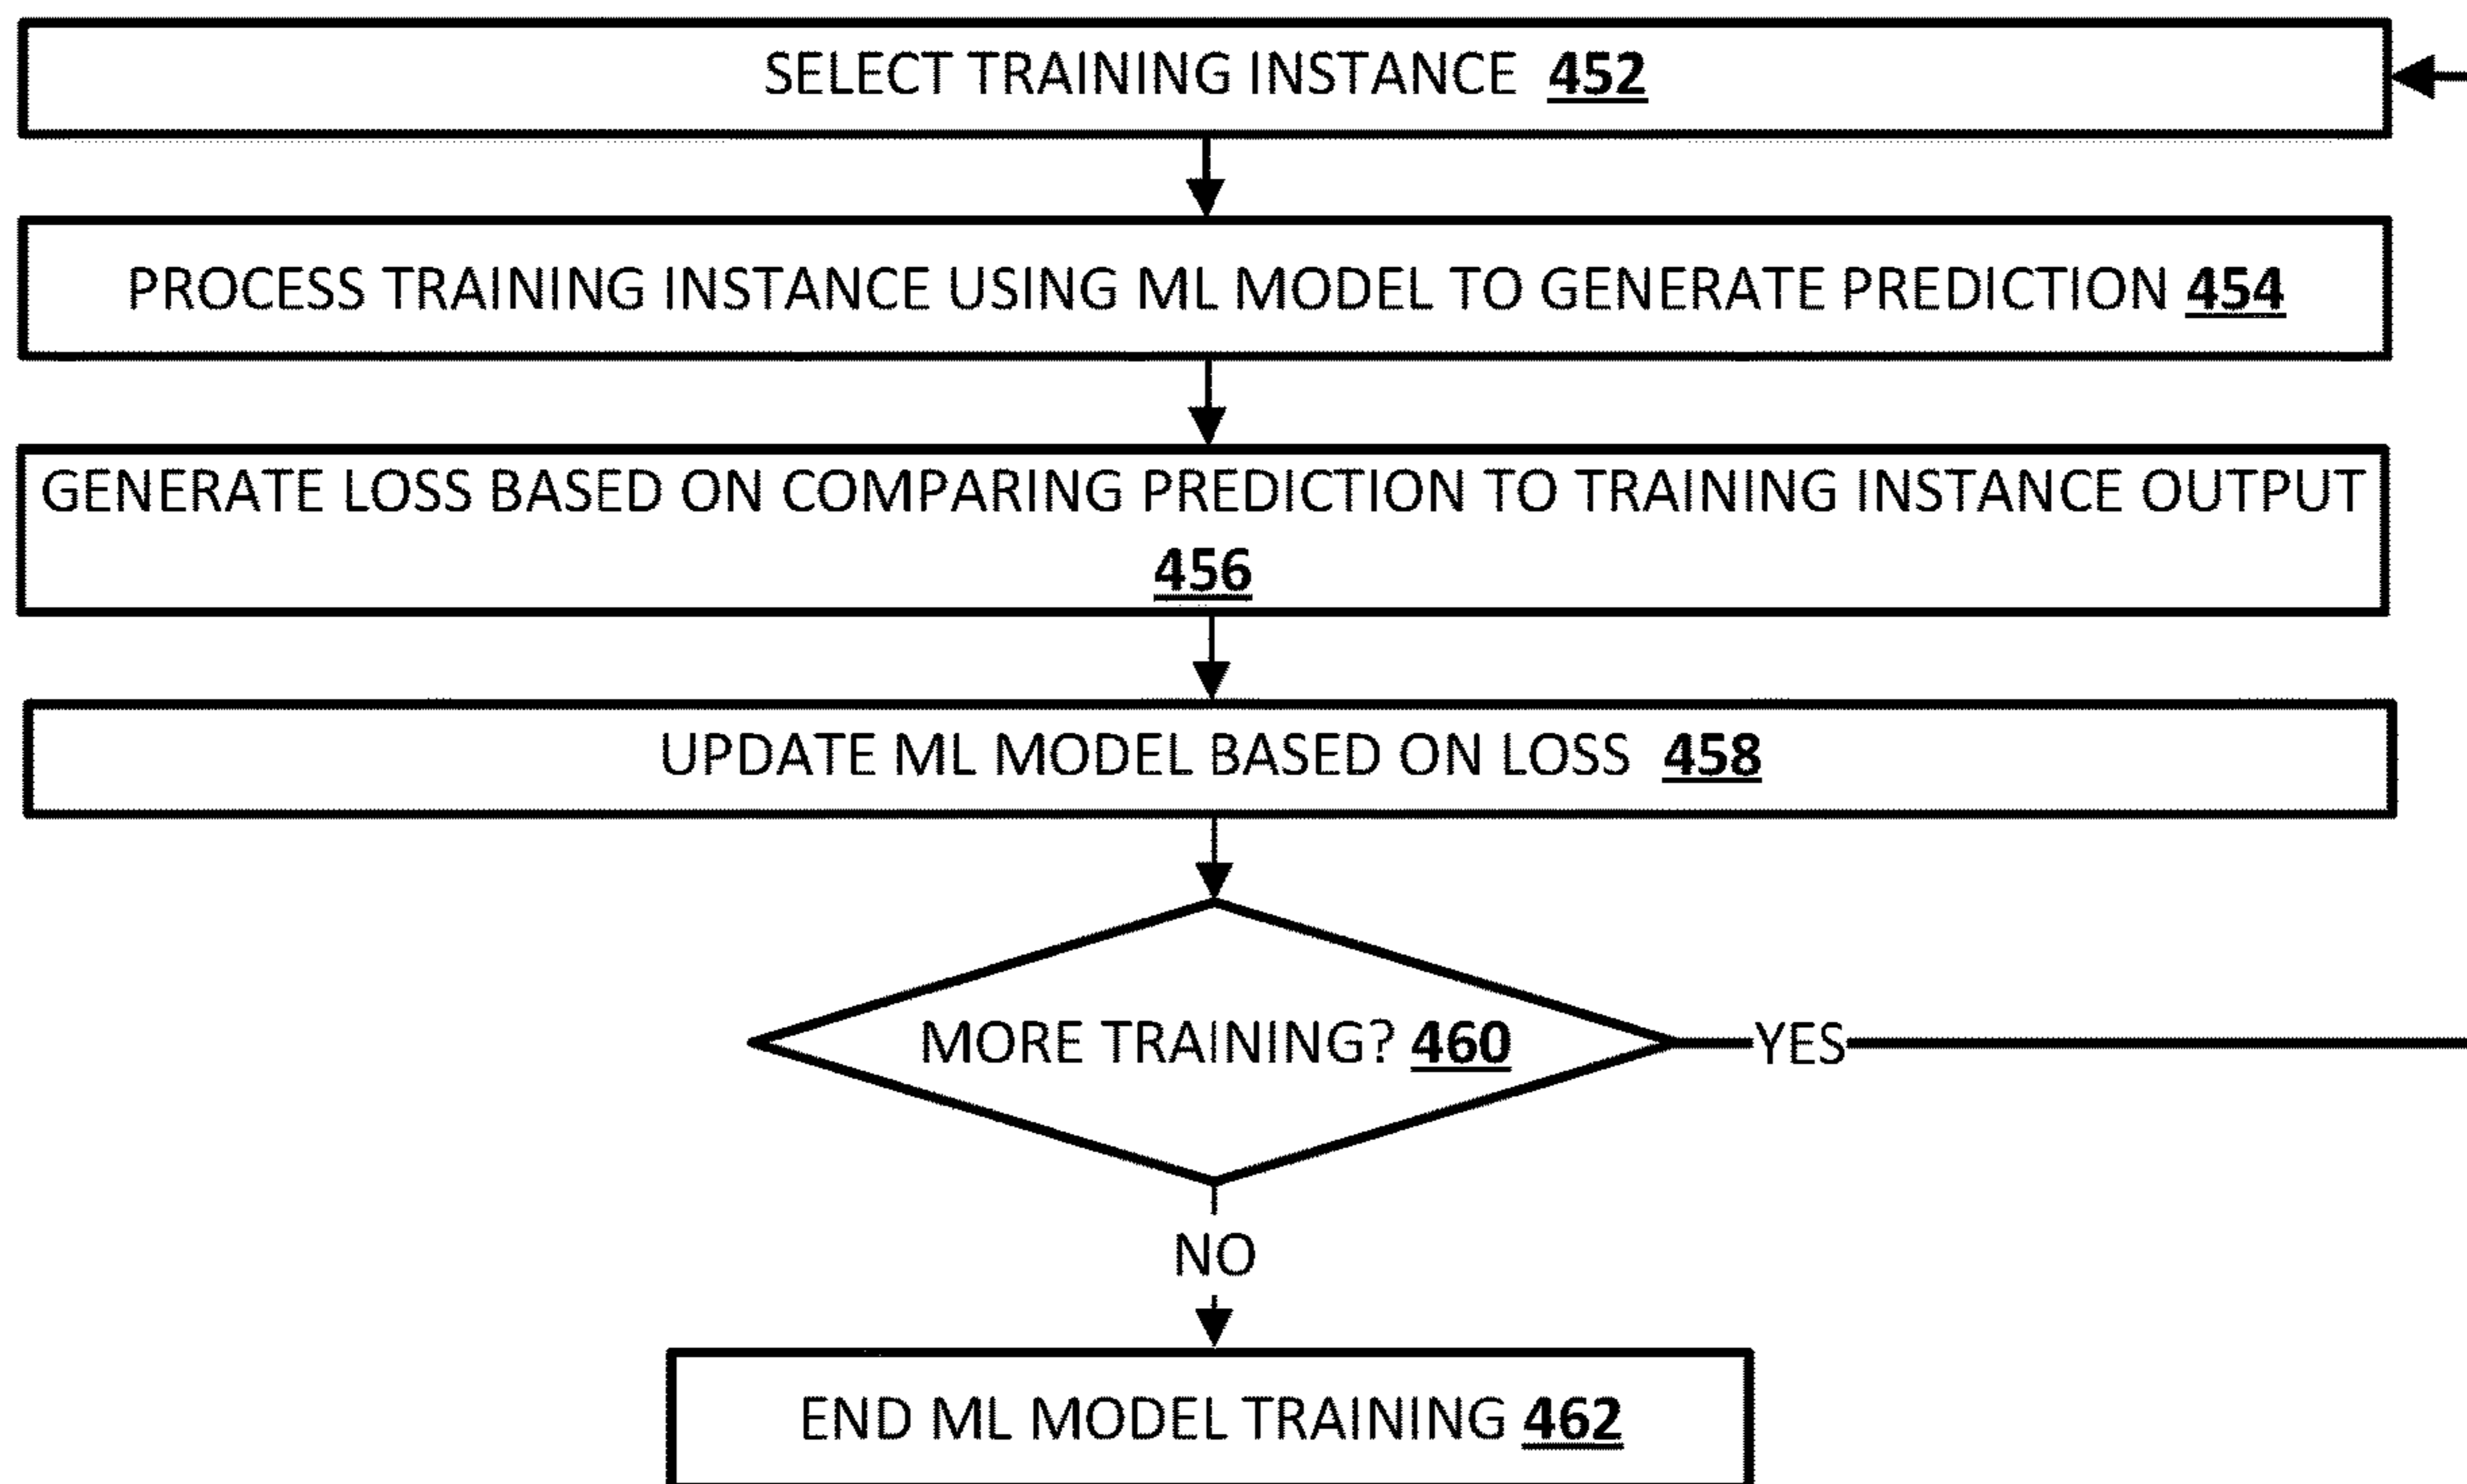 SELECT TRAINING INSTANCE 452
PROCESS TRAINING INSTANCE USING ML MODEL TO GENERATE PREDICTION 454
GENERATE LOSS BASED ON COMPARING PREDICTION TO TRAINING INSTANCE OUTPUT
456
UPDATE ML MODEL BASED ON LOSS 458
MORE TRAINING? 460
YES
NO
END ML MODEL TRAINING 462